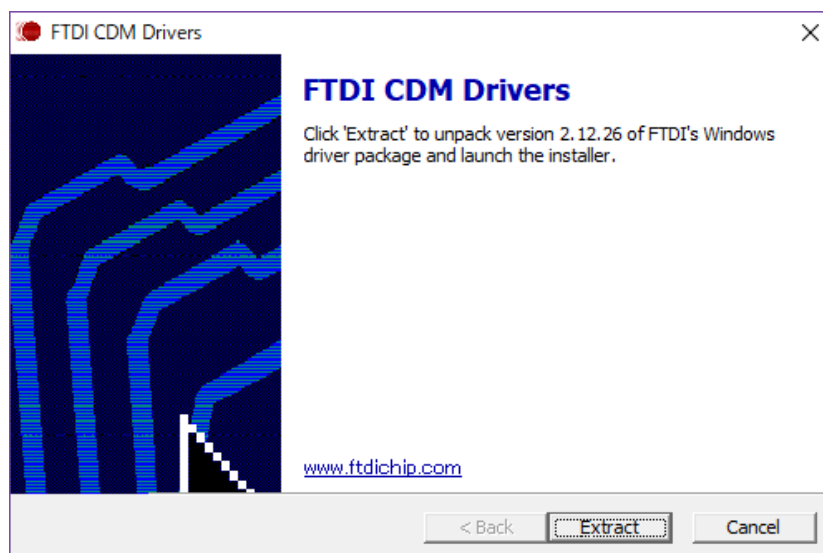 FTDI CDM Drivers
FTDI CDM Drivers
Click 'Extract' to unpack version 2.12.26 of FTDI's Windows
driver package and launch the installer.
www.ftdichip.com
< Back
Extract
Cancel